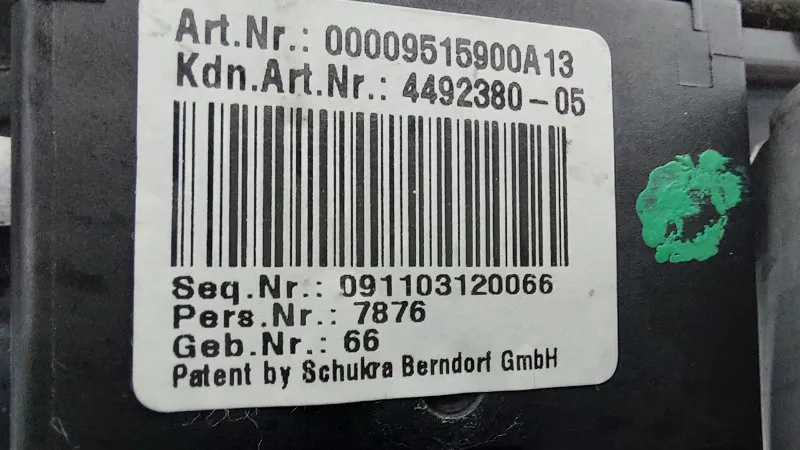 Art.Nr.: 00009515900A13
Kdn.Art.Nr.: 4492380-05
Seq.Nr.: 091103120066
Pers.Nr.: 7876
Geb.Nr.: 66
Patent by Schukra Berndorf GmbH